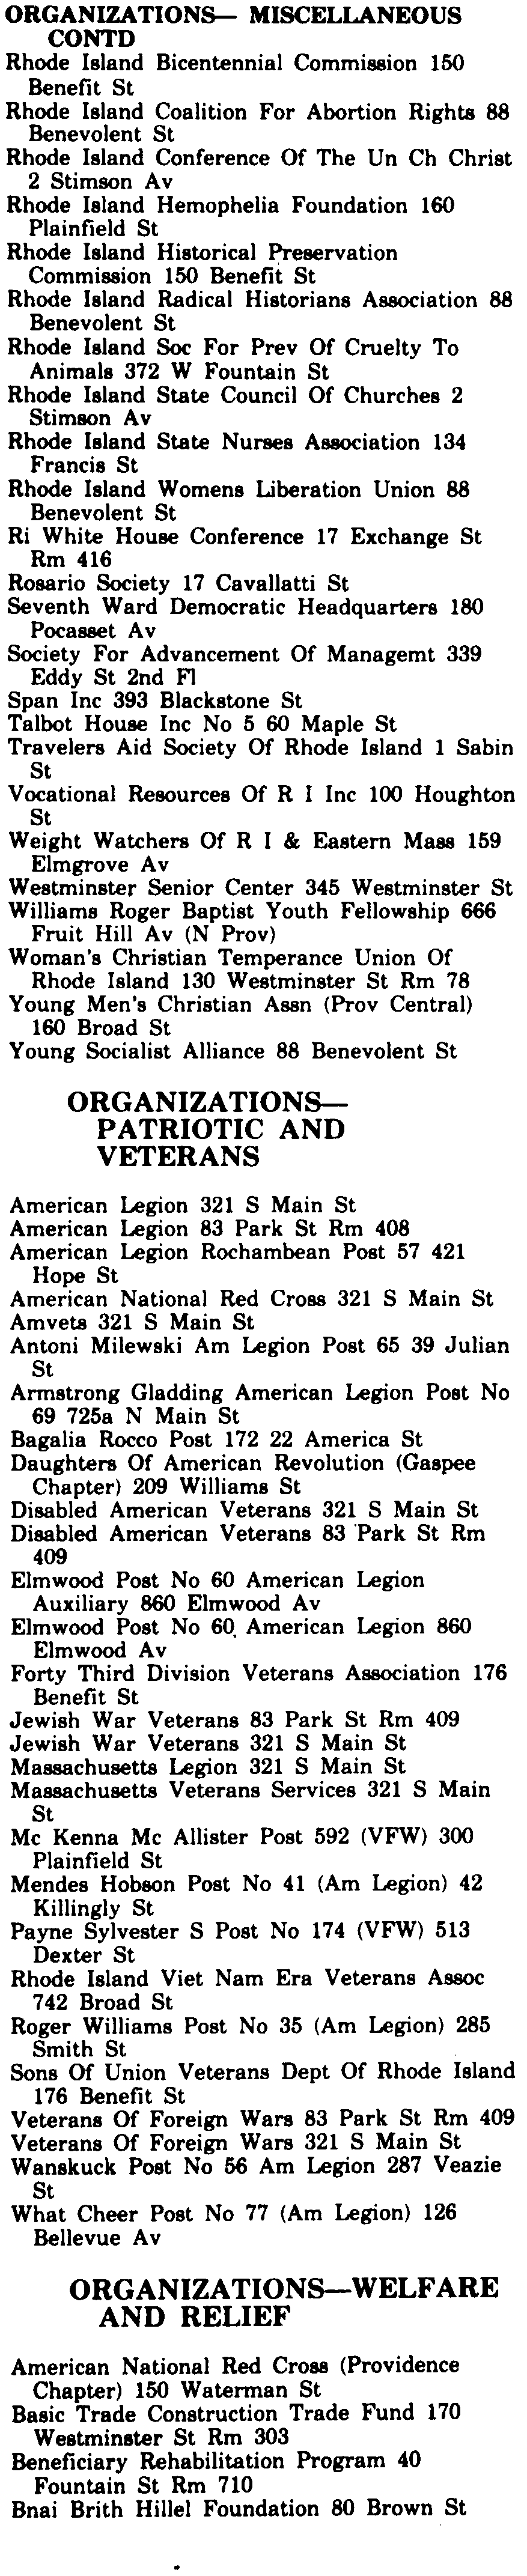 ORGANIZATIONS— MISCELLANEOUS
CONTD
Rhode Island Bicentennial Commission 150
Benefit St
Rhode Island Coalition For Abortion Rights 88
Benevolent St
Rhode Island Conference Of The Un Ch Christ
2 Stimson Av
Rhode Island Hemophelia Foundation 160
Plainfield St
Rhode Island Historical Preservation
Commission 150 Benefit St
Rhode Island Radical Historians Association 88
Benevolent St
Rhode Island Soc For Prev Of Cruelty To
Animals 372 W Fountain St
Rhode Island State Council Of Churches 2
Stimson Av
Rhode Island State Nurses Association 134
Francis St
Rhode Island Womens Liberation Union 88
Benevolent St
Ri White House Conference 17 Exchange St
Rm 416
Rosario Society 17 Cavallatti St
Seventh Ward Democratic Headquarters 180
Pocasset Av
Society For Advancement Of Managemt 339
Eddy St 2nd Fl
Span Inc 393 Blackstone St
Talbot House Inc No 5 60 Maple St
Travelers Aid Society Of Rhode Island 1 Sabin
St
Vocational Resources Of R I Inc 100 Houghton
St
Weight Watchers Of R I & Eastern Mass 159
Elmgrove Av
Westminster Senior Center 345 Westminster St
Williams Roger Baptist Youth Fellowship 666
Fruit Hill Av (N Prov)
Woman's Christian Temperance Union Of
Rhode Island 130 Westminster St Rm 78
Young Men's Christian Assn (Prov Central)
160 Broad St
Young Socialist Alliance 88 Benevolent St
ORGANIZATIONS—
PATRIOTIC AND
VETERANS
American Legion 321 S Main St
American Legion 83 Park St Rm 408
American Legion Rochambean Post 57 421
Hope St
American National Red Cross 321 S Main St
Amvets 321 S Main St
Antoni Milewski Am Legion Post 65 39 Julian
St
Armstrong Gladding American Legion Post No
69 725a N Main St
Bagalia Rocco Post 172 22 America St
Daughters Of American Revolution (Gaspee
Chapter) 209 Williams St
Disabled American Veterans 321 S Main St
Disabled American Veterans 83 Park St Rm
409
Elmwood Post No 60 American Legion
Auxiliary 860 Elmwood Av
Elmwood Post No 60 American Legion 860
Elmwood Av
Forty Third Division Veterans Association 176
Benefit St
Jewish War Veterans 83 Park St Rm 409
Jewish War Veterans 321 S Main St
Massachusetts Legion 321 S Main St
Massachusetts Veterans Services 321 S Main
St
Mc Kenna Mc Allister Post 592 (VFW) 300
Plainfield St
Mendes Hobson Post No 41 (Am Legion) 42
Killingly St
Payne Sylvester S Post No 174 (VFW) 513
Dexter St
Rhode Island Viet Nam Era Veterans Assoc
742 Broad St
Roger Williams Post No 35 (Am Legion) 285
Smith St
Sons Of Union Veterans Dept Of Rhode Island
176 Benefit St
Veterans Of Foreign Wars 83 Park St Rm 409
Veterans Of Foreign Wars 321 S Main St
Wanskuck Post No 56 Am Legion 287 Veazie
St
What Cheer Post No 77 (Am Legion) 126
Bellevue Av
ORGANIZATIONS—WELFARE
AND RELIEF
American National Red Cross (Providence
Chapter) 150 Waterman St
Basic Trade Construction Trade Fund 170
Westminster St Rm 303
Beneficiary Rehabilitation Program 40
Fountain St Rm 710
Bnai Brith Hillel Foundation 80 Brown St